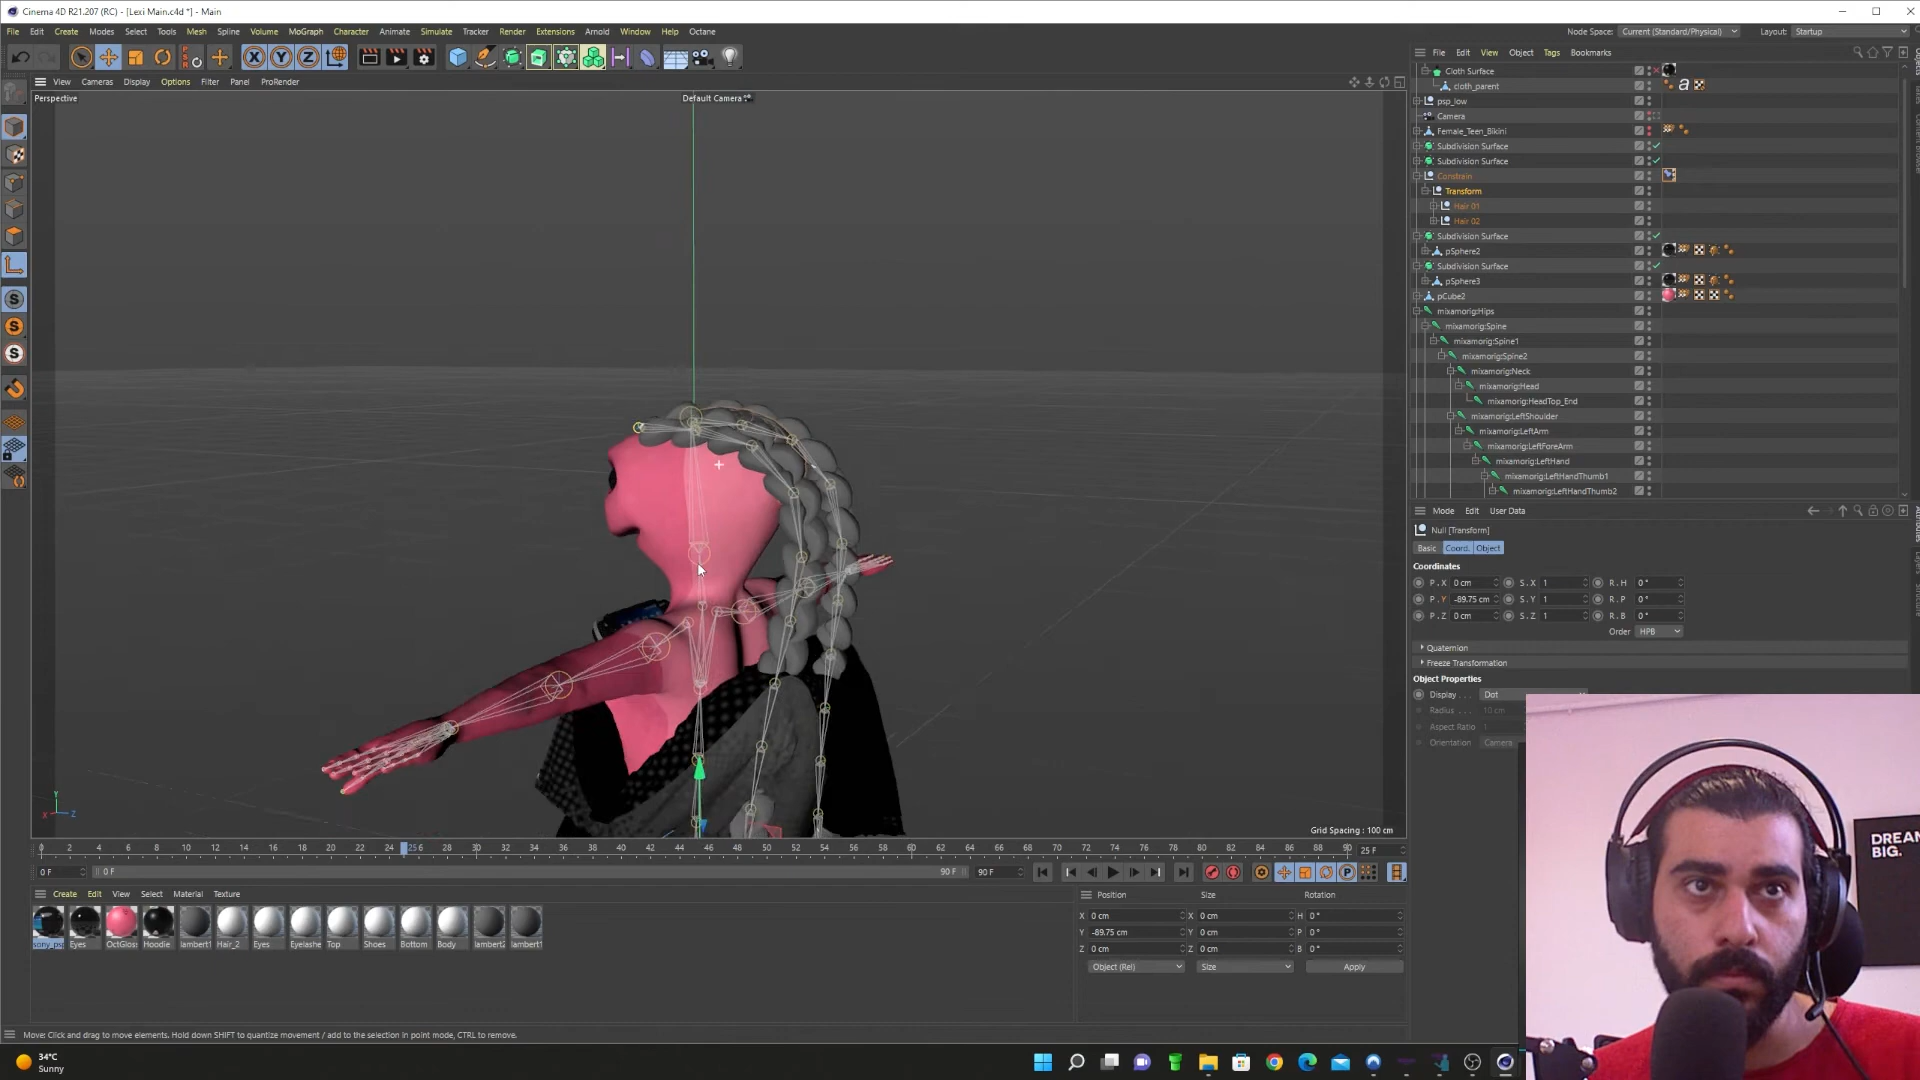 Cinema 4D R21.207 (RC) - [Lexi Main.c4d *] - Main
File Edit Create Modes Select Tools Mesh Spline Volume MoGraph Character Animate Simulate Tracker Render Extensions Arnold Window Help Octane
Node Space: Current (Standard/Physical) Layout: Startup
View Cameras Display Options Filter Panel ProRender
Perspective
Default Camera
Grid Spacing : 100 cm
File Edit View Object Tags Bookmarks
Cloth Surface
cloth_parent
psp_low
Camera
Female_Teen_Bikini
Subdivision Surface
Subdivision Surface
Constrain
Transform
Hair 01
Hair 02
Subdivision Surface
pSphere2
Subdivision Surface
pSphere3
pCube2
mixamorig:Hips
mixamorig:Spine
mixamorig:Spine1
mixamorig:Spine2
mixamorig:Neck
mixamorig:Head
mixamorig:HeadTop_End
mixamorig:LeftShoulder
mixamorig:LeftArm
mixamorig:LeftForeArm
mixamorig:LeftHand
mixamorig:LeftHandThumb1
mixamorig:LeftHandThumb2
Mode Edit User Data
Null [Transform]
Basic Coord. Object
Coordinates
P . X 0 cm S . X 1 R . H 0 °
P . Y -89.75 cm S . Y 1 R . P 0 °
P . Z 0 cm S . Z 1 R . B 0 °
Order HPB
Quaternion
Freeze Transformation
Object Properties
Display . . . Dot
Radius . . . 10 cm
Aspect Ratio 1
Orientation Camera
0 2 4 6 8 10 12 14 16 18 20 22 24 25 6 28 30 32 34 36 38 40 42 44 46 48 50 52 54 56 58 60 62 64 66 68 70 72 74 76 78 80 82 84 86 88 90 25 F
0 F 0 F 90 F 90 F
Create Edit View Select Material Texture
sony_psp Eyes OctGloss Hoodie lambert1 Hair_2 Eyes Eyelashe Top Shoes Bottom Body lambert2 lambert1
Position Size Rotation
X 0 cm X 0 cm H 0 °
Y -89.75 cm Y 0 cm P 0 °
Z 0 cm Z 0 cm B 0 °
Object (Rel) Size Apply
Move: Click and drag to move elements. Hold down SHIFT to quantize movement / add to the selection in point mode, CTRL to remove.
DREAM
BIG.
34°C
Sunny